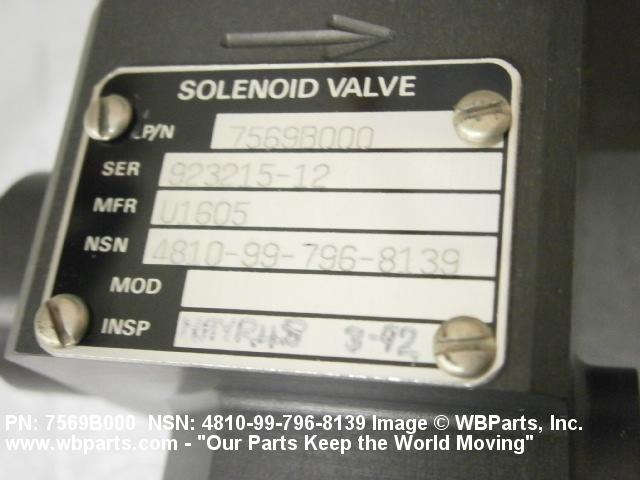 SOLENOID VALVE
P/N 7569B000
SER 923215-12
MFR U1605
NSN 4810-99-796-8139
MOD
INSP 3-92
PN: 7569B000 NSN: 4810-99-796-8139 Image © WBParts, Inc.
www.wbparts.com - "Our Parts Keep the World Moving"